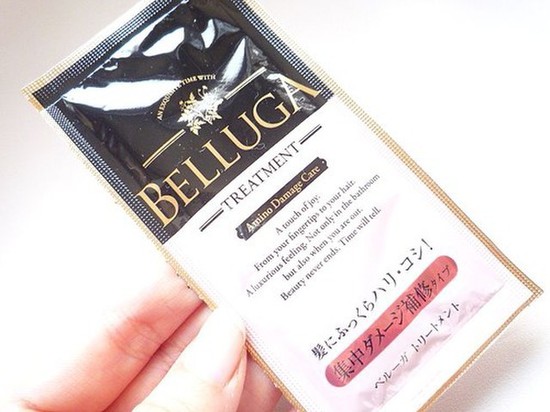 AN EXQUISITE TIME WITH
BELLUGA
TREATMENT
Amino Damage Care
A touch of joy.
From your fingertips to your hair.
A luxurious feeling. Not only in the bathroom
but also when you are out.
Beauty never ends. Time will tell.
髪にふっくらハリ・コシ！
集中ダメージ補修タイプ
ベルーガ トリートメント